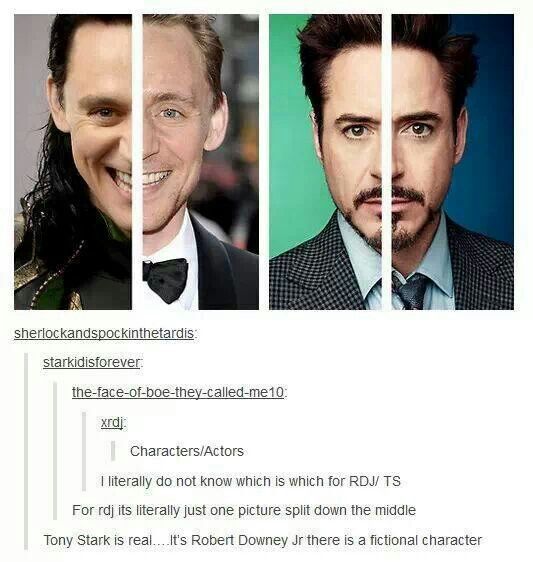 sherlockandspockinthetardis:
starkidisforever:
the-face-of-boe-they-called-me10:
xrdj:
Characters/Actors
I literally do not know which is which for RDJ/ TS
For rdj its literally just one picture split down the middle
Tony Stark is real....It's Robert Downey Jr there is a fictional character